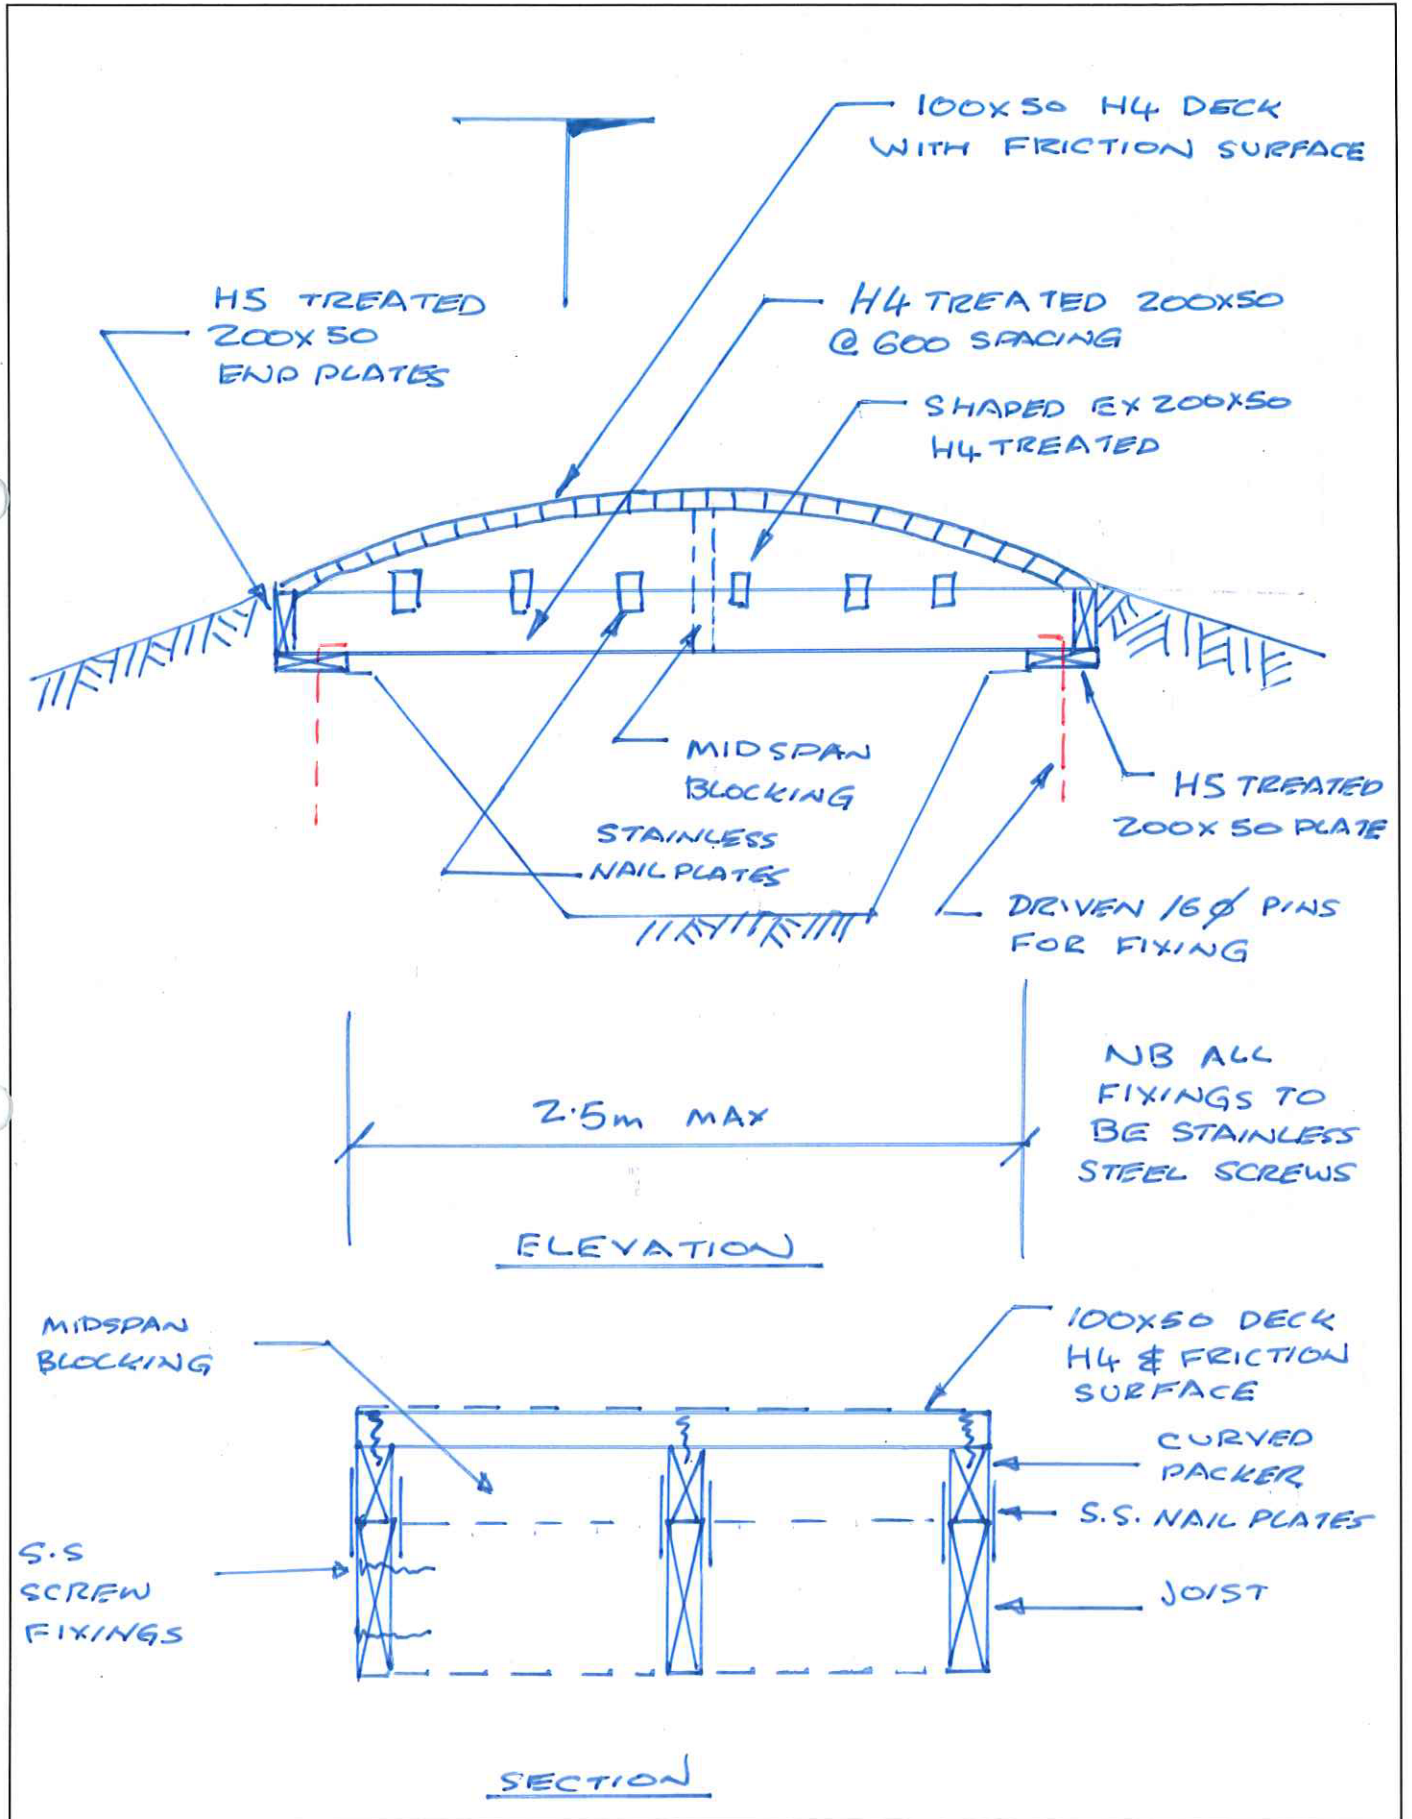 100X50 H4 DECK
WITH FRICTION SURFACE
H5 TREATED
200X50
END PLATES
H4 TREATED 200X50
@ 600 SPACING
SHAPED EX 200X50
H4 TREATED
MIDSPAN
BLOCKING
STAINLESS
NAILPLATES
H5 TREATED
200X50 PLATE
DRIVEN 16Ø PINS
FOR FIXING
2.5m MAX
NB ALL
FIXINGS TO
BE STAINLESS
STEEL SCREWS
ELEVATION
MIDSPAN
BLOCKING
100X50 DECK
H4 & FRICTION
SURFACE
CURVED
PACKER
S.S. NAIL PLATES
S.S
SCREW
FIXINGS
JOIST
SECTION